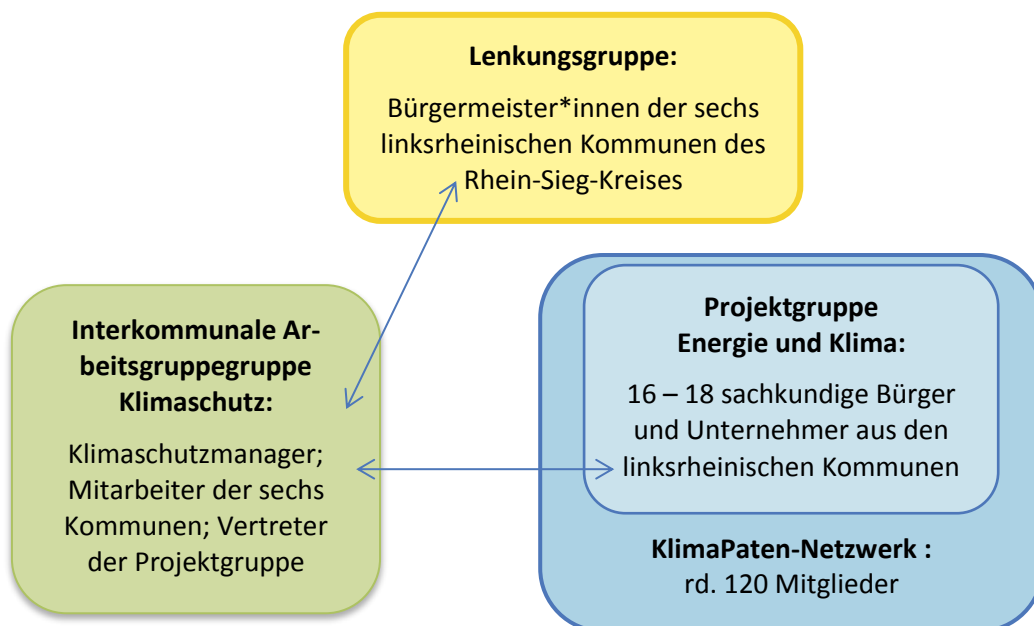 Lenkungsgruppe:
Bürgermeister*innen der sechs
linksrheinischen Kommunen des
Rhein-Sieg-Kreises
Interkommunale Ar-
beitsgruppegruppe
Klimaschutz:
Klimaschutzmanager;
Mitarbeiter der sechs
Kommunen; Vertreter
der Projektgruppe
Projektgruppe
Energie und Klima:
16 – 18 sachkundige Bürger
und Unternehmer aus den
linksrheinischen Kommunen
KlimaPaten-Netzwerk :
rd. 120 Mitglieder